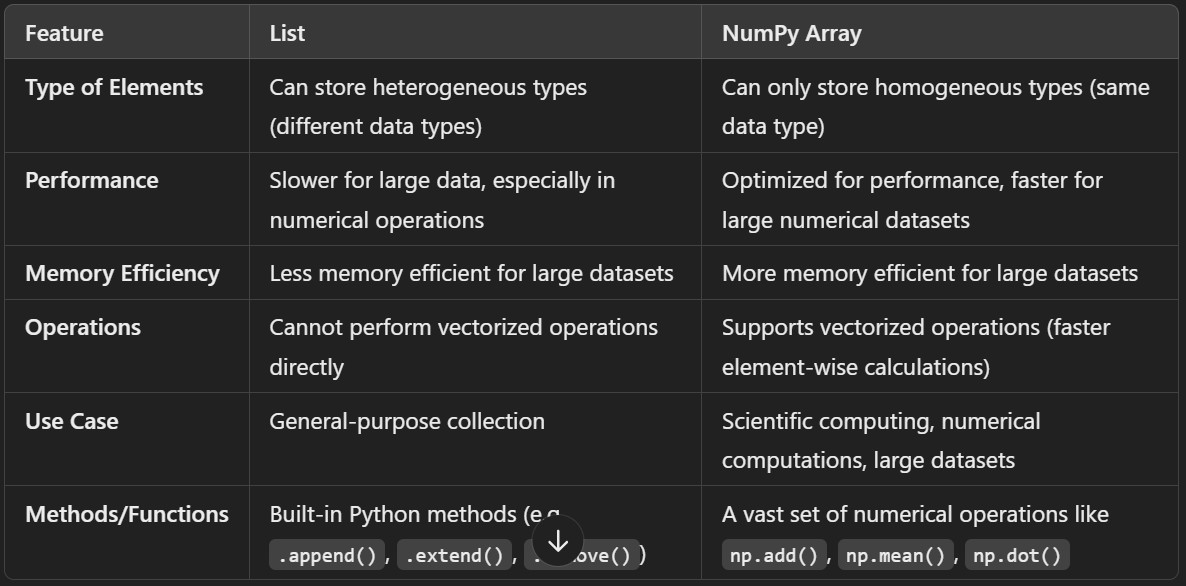 Feature List NumPy Array
Type of Elements Can store heterogeneous types Can only store homogeneous types (same
(different data types) data type)
Performance Slower for large data, especially in Optimized for performance, faster for
numerical operations large numerical datasets
Memory Efficiency Less memory efficient for large datasets More memory efficient for large datasets
Operations Cannot perform vectorized operations Supports vectorized operations (faster
directly element-wise calculations)
Use Case General-purpose collection Scientific computing, numerical
computations, large datasets
Methods/Functions Built-in Python methods (e.g. A vast set of numerical operations like
.append(), .extend(), np.add(), np.mean(), np.dot()